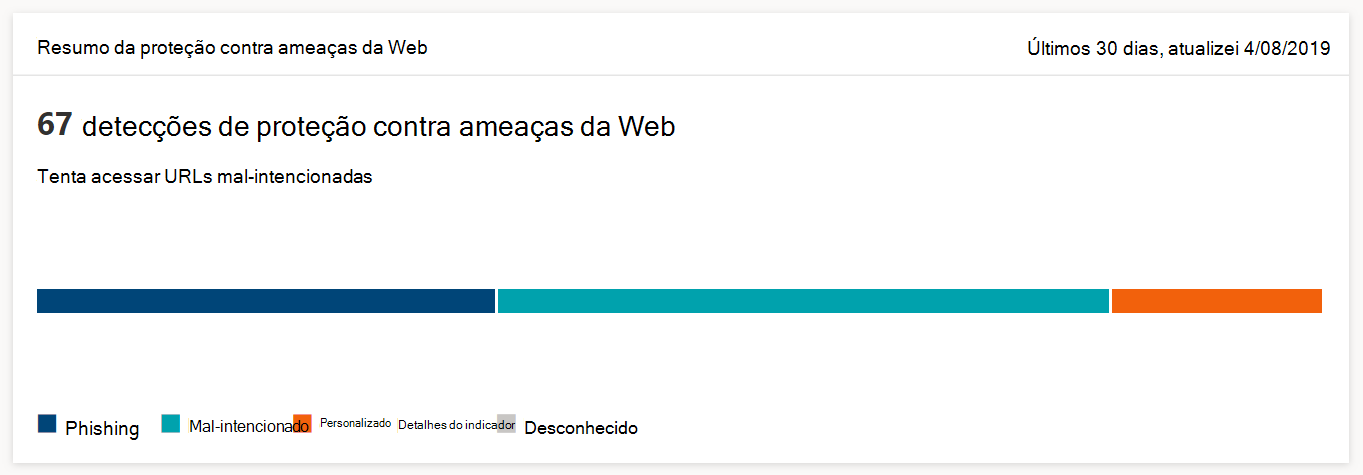 Resumo da proteção contra ameaças da Web
Últimos 30 dias, atualizei 4/08/2019
67 detecções de proteção contra ameaças da Web
Tenta acessar URLs mal-intencionadas
Phishing Mal-intencionado Personalizado Detalhes do indicador Desconhecido